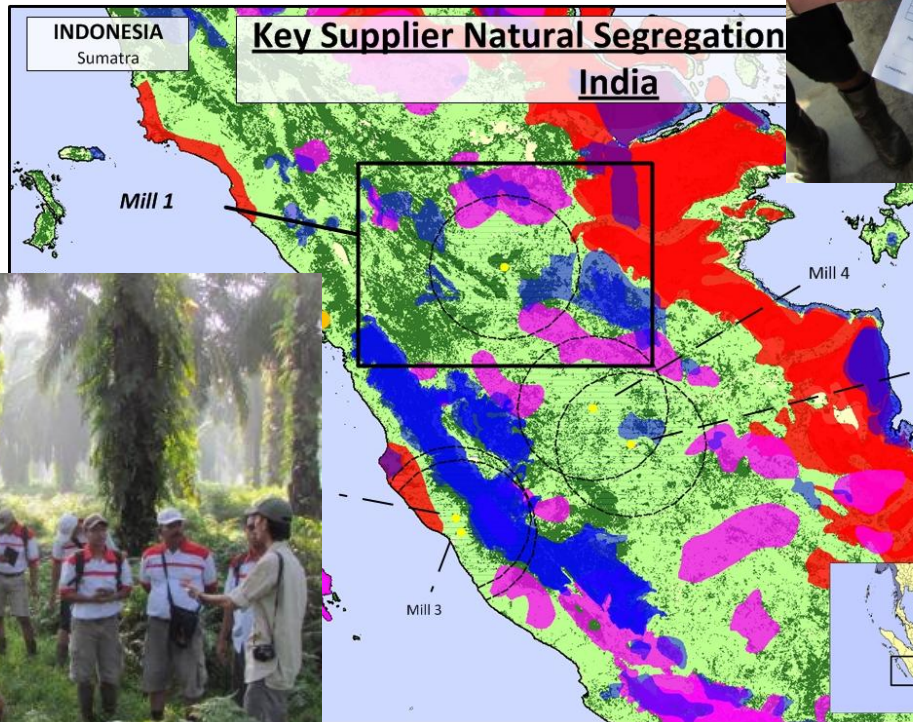 INDONESIA
Sumatra
Key Supplier Natural Segregation
India
Mill 1
Mill 4
Mill 3